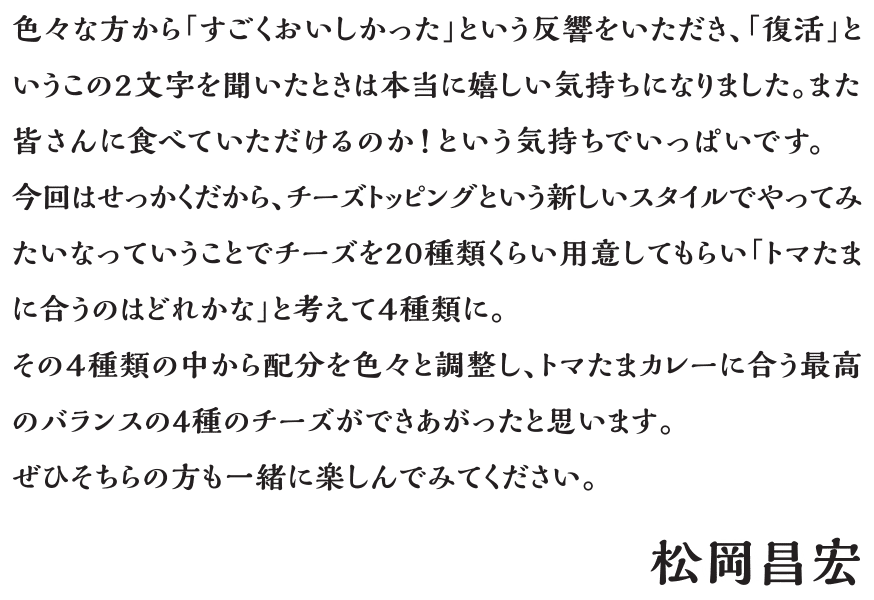 色々な方から「すごくおいしかった」という反響をいただき、「復活」と
いうこの2文字を聞いたときは本当に嬉しい気持ちになりました。また
皆さんに食べていただけるのか！という気持ちでいっぱいです。
今回はせっかくだから、チーズトッピングという新しいスタイルでやってみ
たいなっていうことでチーズを20種類くらい用意してもらい「トマたま
に合うのはどれかな」と考えて4種類に。
その4種類の中から配分を色々と調整し、トマたまカレーに合う最高
のバランスの4種のチーズができあがったと思います。
ぜひそちらの方も一緒に楽しんでみてください。
松岡昌宏